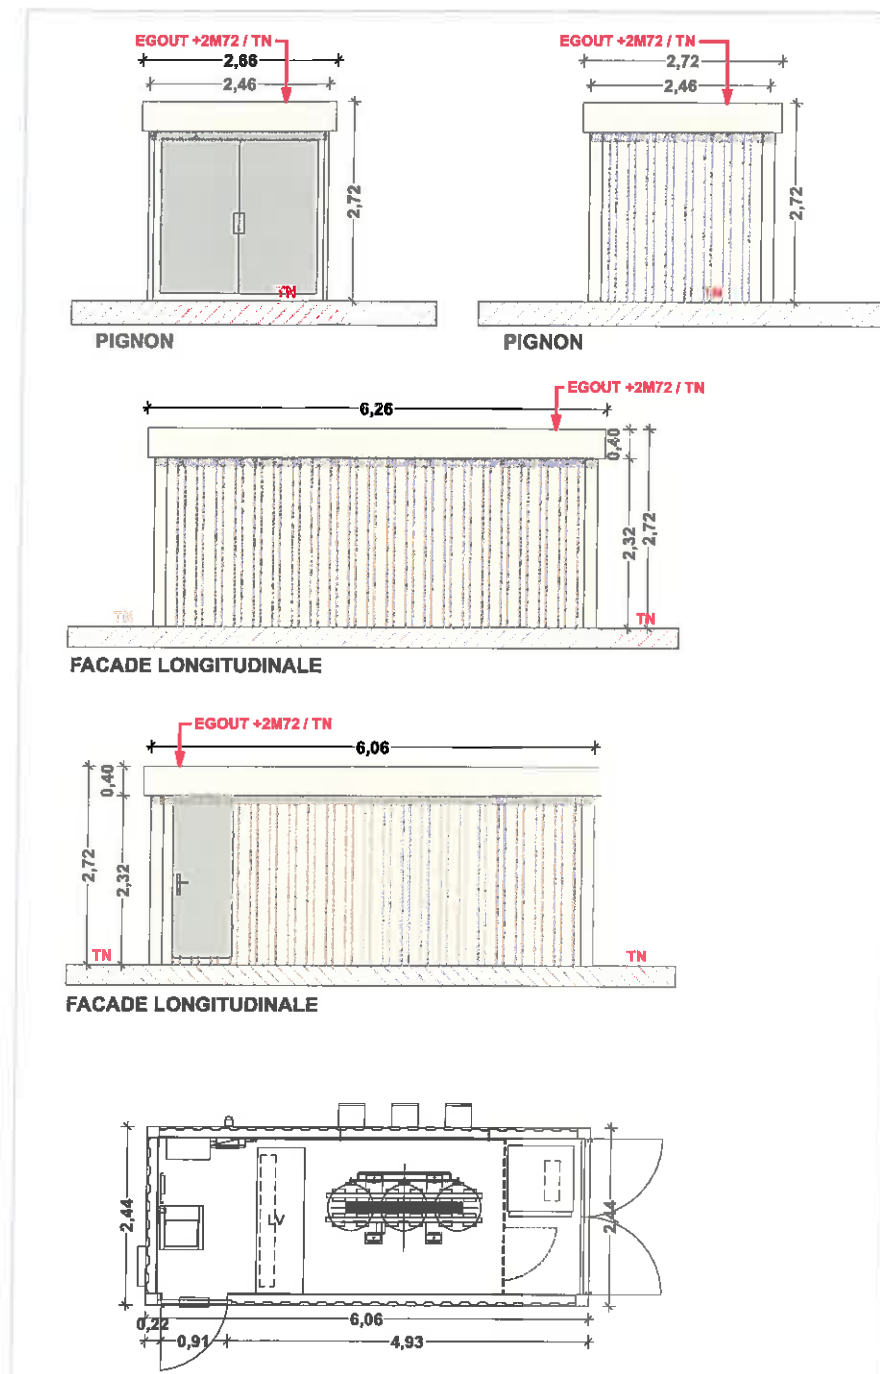 EGOUT +2M72 / TN
2,66
2,46
2,72
TN
PIGNON
EGOUT +2M72 / TN
2,72
2,46
2,72
TN
PIGNON
EGOUT +2M72 / TN
6,26
0,40
2,32
2,72
TN
TN
FACADE LONGITUDINALE
EGOUT +2M72 / TN
6,06
0,40
2,72
2,32
TN
TN
FACADE LONGITUDINALE
2,44
LV
2,44
6,06
0,22
0,91
4,93